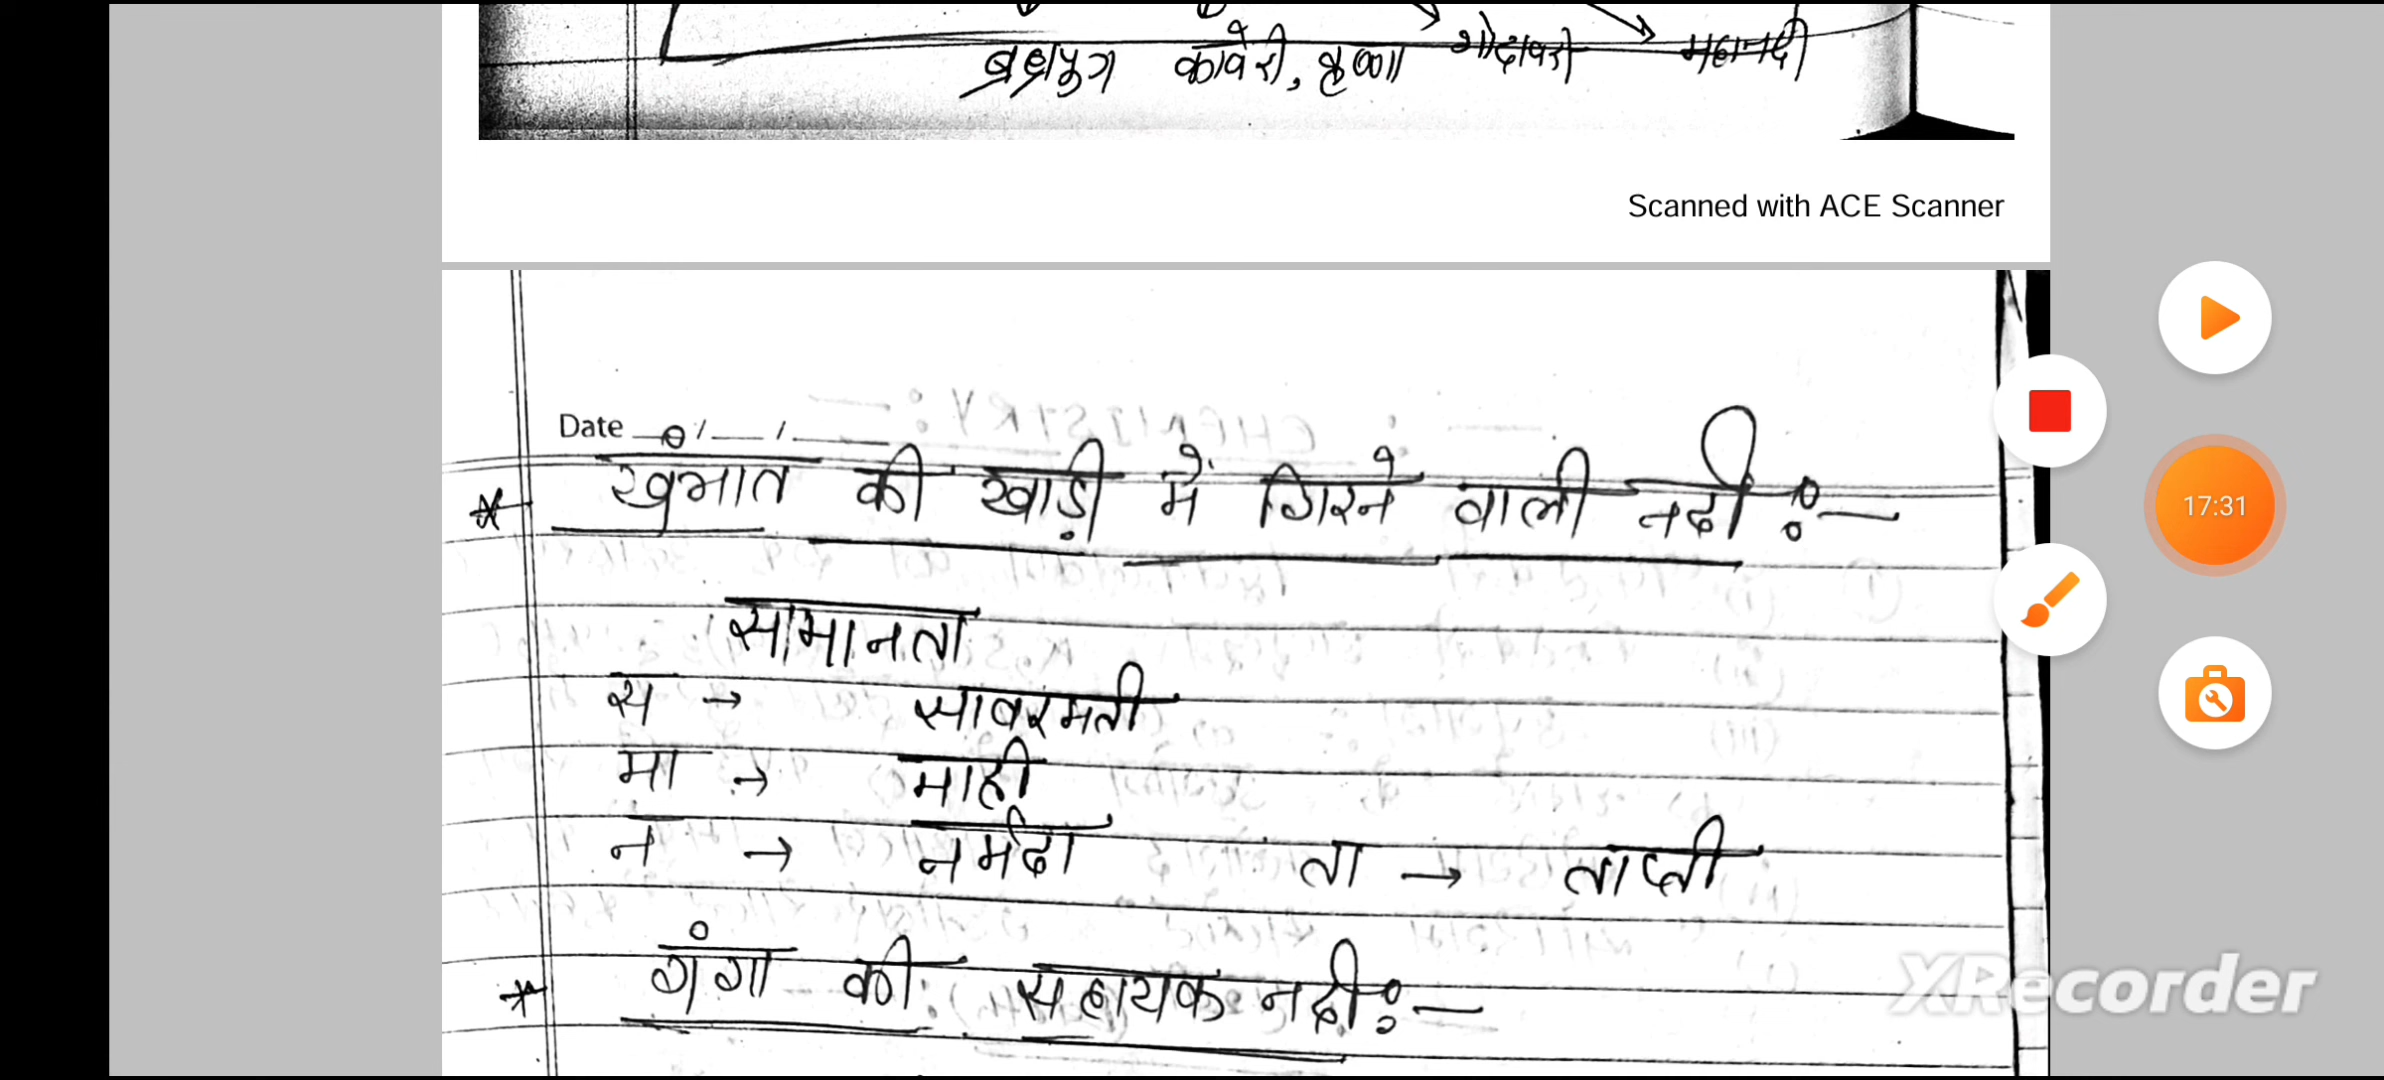 ब्रह्मपुत्र कावेरी, कृष्णा गोदावरी महानदी
Scanned with ACE Scanner
Date
* खंभात की खाड़ी में गिरने वाली नदी :-
सामानता
स → साबरमती
मा → माही
न → नर्मदा ता → ताप्ती
* गंगा की सहायक नदी :-
17:31
XRecorder